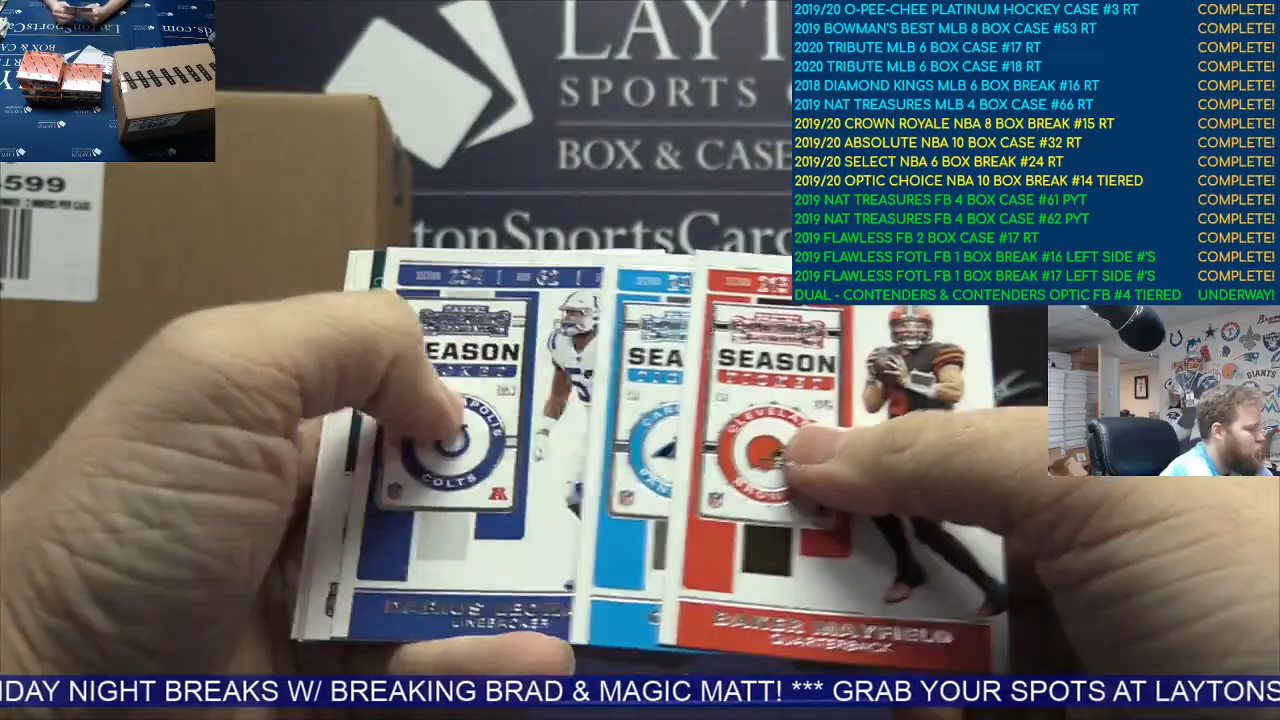 2019/20 O-PEE-CHEE PLATINUM HOCKEY CASE #3 RT COMPLETE!
2019 BOWMAN'S BEST MLB 8 BOX CASE #53 RT COMPLETE!
2020 TRIBUTE MLB 6 BOX CASE #17 RT COMPLETE!
2020 TRIBUTE MLB 6 BOX CASE #18 RT COMPLETE!
2018 DIAMOND KINGS MLB 6 BOX BREAK #16 RT COMPLETE!
2019 NAT TREASURES MLB 4 BOX CASE #66 RT COMPLETE!
2019/20 CROWN ROYALE NBA 8 BOX BREAK #15 RT COMPLETE!
2019/20 ABSOLUTE NBA 10 BOX CASE #32 RT COMPLETE!
2019/20 SELECT NBA 6 BOX BREAK #24 RT COMPLETE!
2019/20 OPTIC CHOICE NBA 10 BOX BREAK #14 TIERED COMPLETE!
2019 NAT TREASURES FB 4 BOX CASE #61 PYT COMPLETE!
2019 NAT TREASURES FB 4 BOX CASE #62 PYT COMPLETE!
2019 FLAWLESS FB 2 BOX CASE #17 RT COMPLETE!
2019 FLAWLESS FOTL FB 1 BOX BREAK #16 LEFT SIDE #'S COMPLETE!
2019 FLAWLESS FOTL FB 1 BOX BREAK #17 LEFT SIDE #'S COMPLETE!
DUAL - CONTENDERS & CONTENDERS OPTIC FB #4 TIERED UNDERWAY!
LAYT
SPORTS
BOX & CASE
tonSportsCard
599
SECTION
EASON
COLTS
LINEBACKER
SEA
SEASON
TICKET
CLEVELA
BAKER MAYFIELD
QUARTERBACK
GIANTS
IDAY NIGHT BREAKS W/ BREAKING BRAD & MAGIC MATT! *** GRAB YOUR SPOTS AT LAYTONS